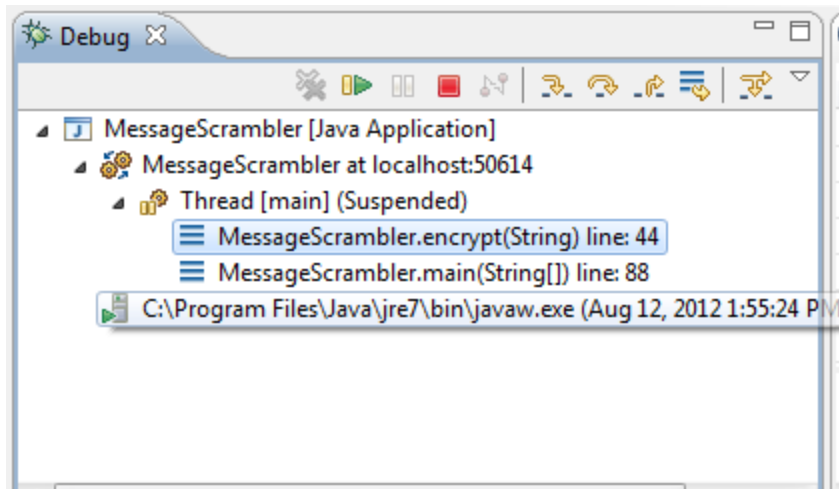 Debug
MessageScrambler [Java Application]
MessageScrambler at localhost:50614
Thread [main] (Suspended)
MessageScrambler.encrypt(String) line: 44
MessageScrambler.main(String[]) line: 88
C:\Program Files\Java\jre7\bin\javaw.exe (Aug 12, 2012 1:55:24 PM